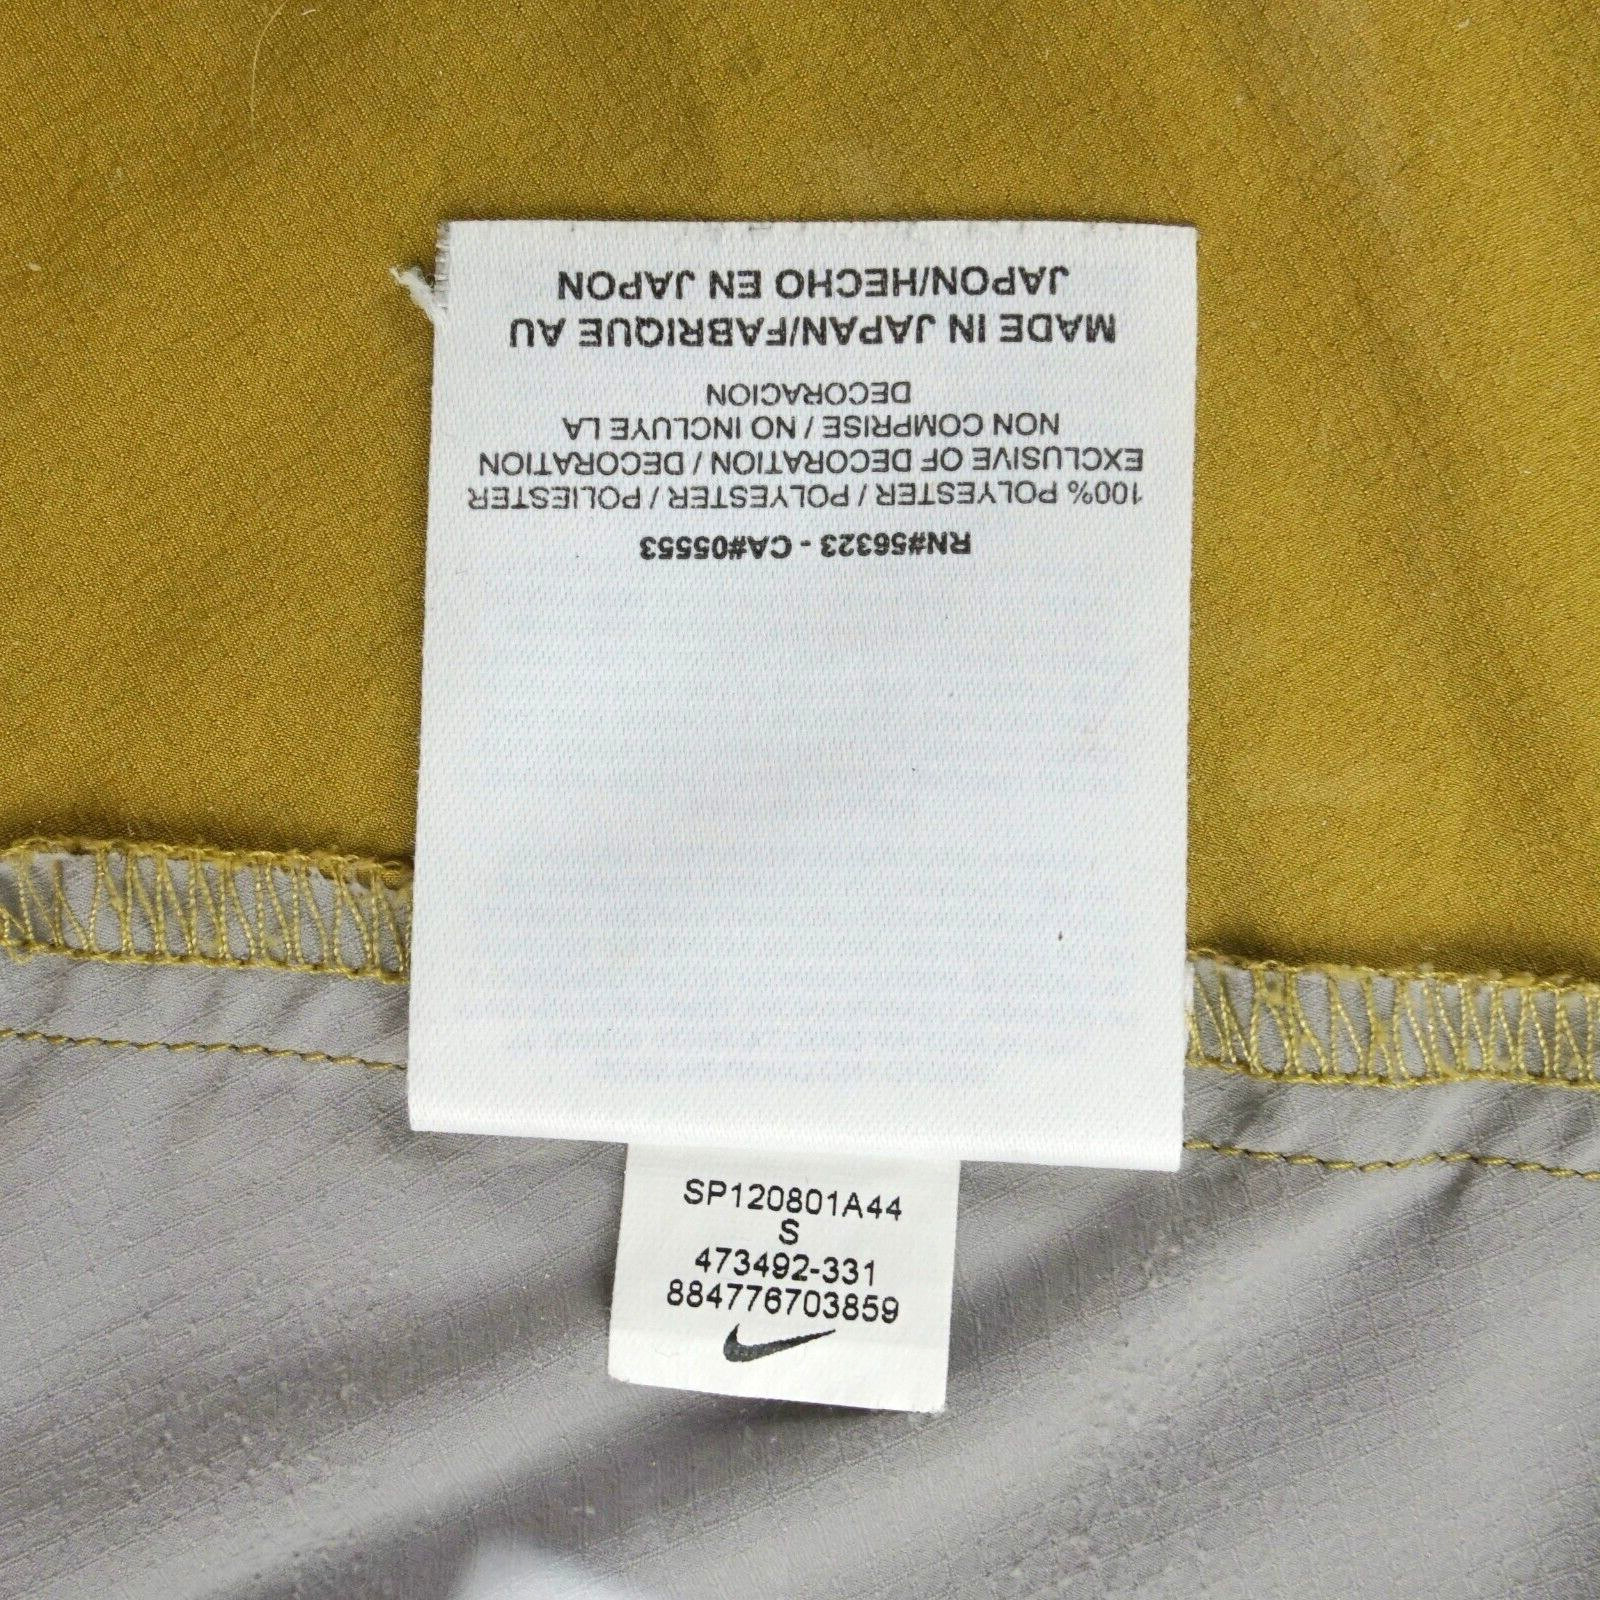 RN#56323 - CA#05553
100% POLYESTER / POLYESTER / POLIESTER
EXCLUSIVE OF DECORATION / DECORATION
NON COMPRISE / NO INCLUYE LA
DECORACION
MADE IN JAPAN/FABRIQUE AU
JAPON/HECHO EN JAPON
SP120801A44
S
473492-331
884776703859